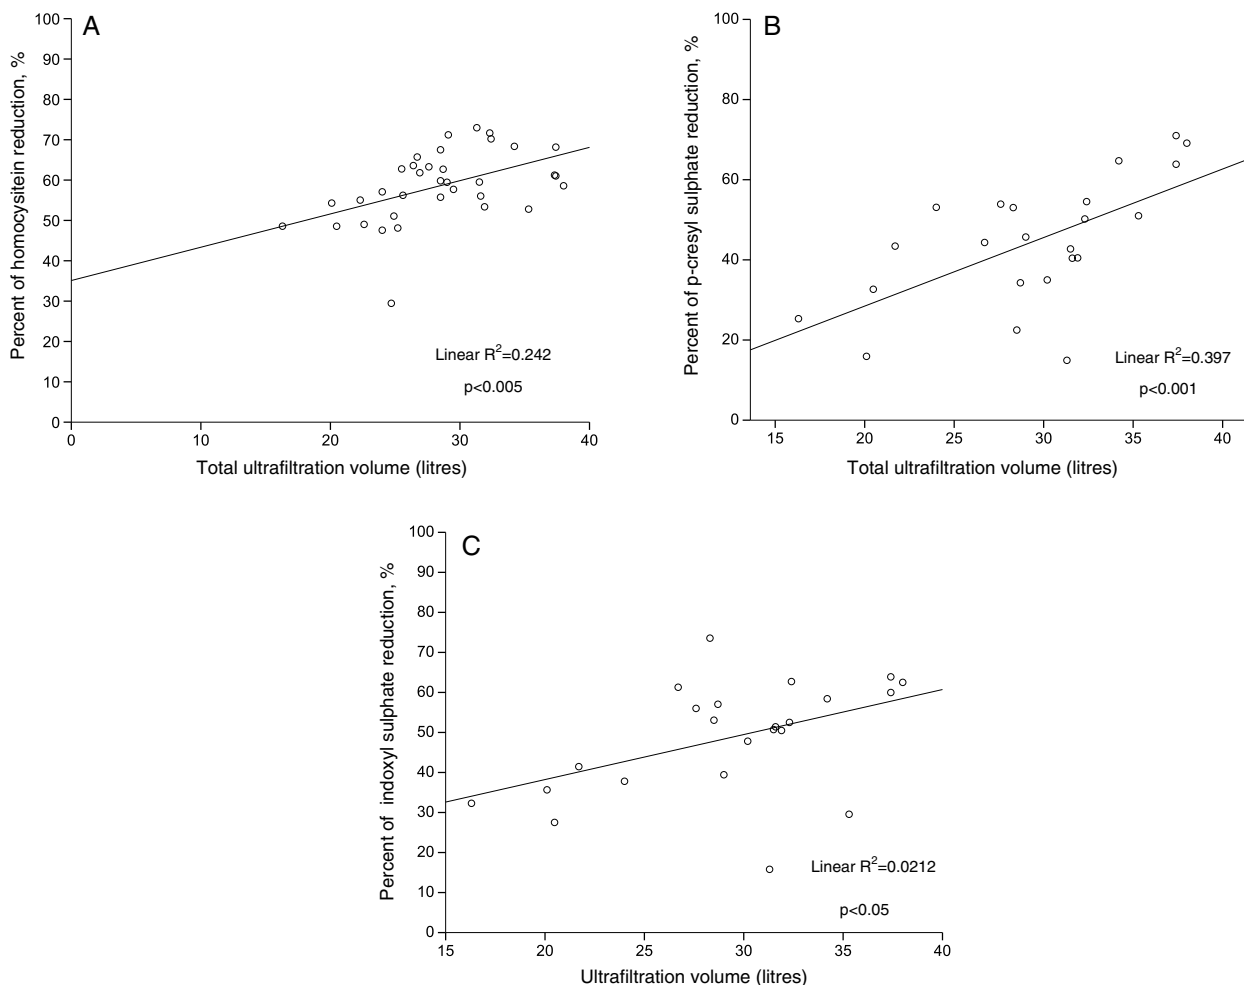 A
Percent of homocystein reduction, %
100
90
80
70
60
50
40
30
20
10
0
Linear R2=0.242
p<0.005
0 10 20 30 40
Total ultrafiltration volume (litres)
B
Percent of p-cresyl sulphate reduction, %
100
80
60
40
20
0
Linear R2=0.397
p<0.001
15 20 25 30 35 40
Total ultrafiltration volume (litres)
C
Percent of indoxyl sulphate reduction, %
100
90
80
70
60
50
40
30
20
10
0
Linear R2=0.0212
p<0.05
15 20 25 30 35 40
Ultrafiltration volume (litres)